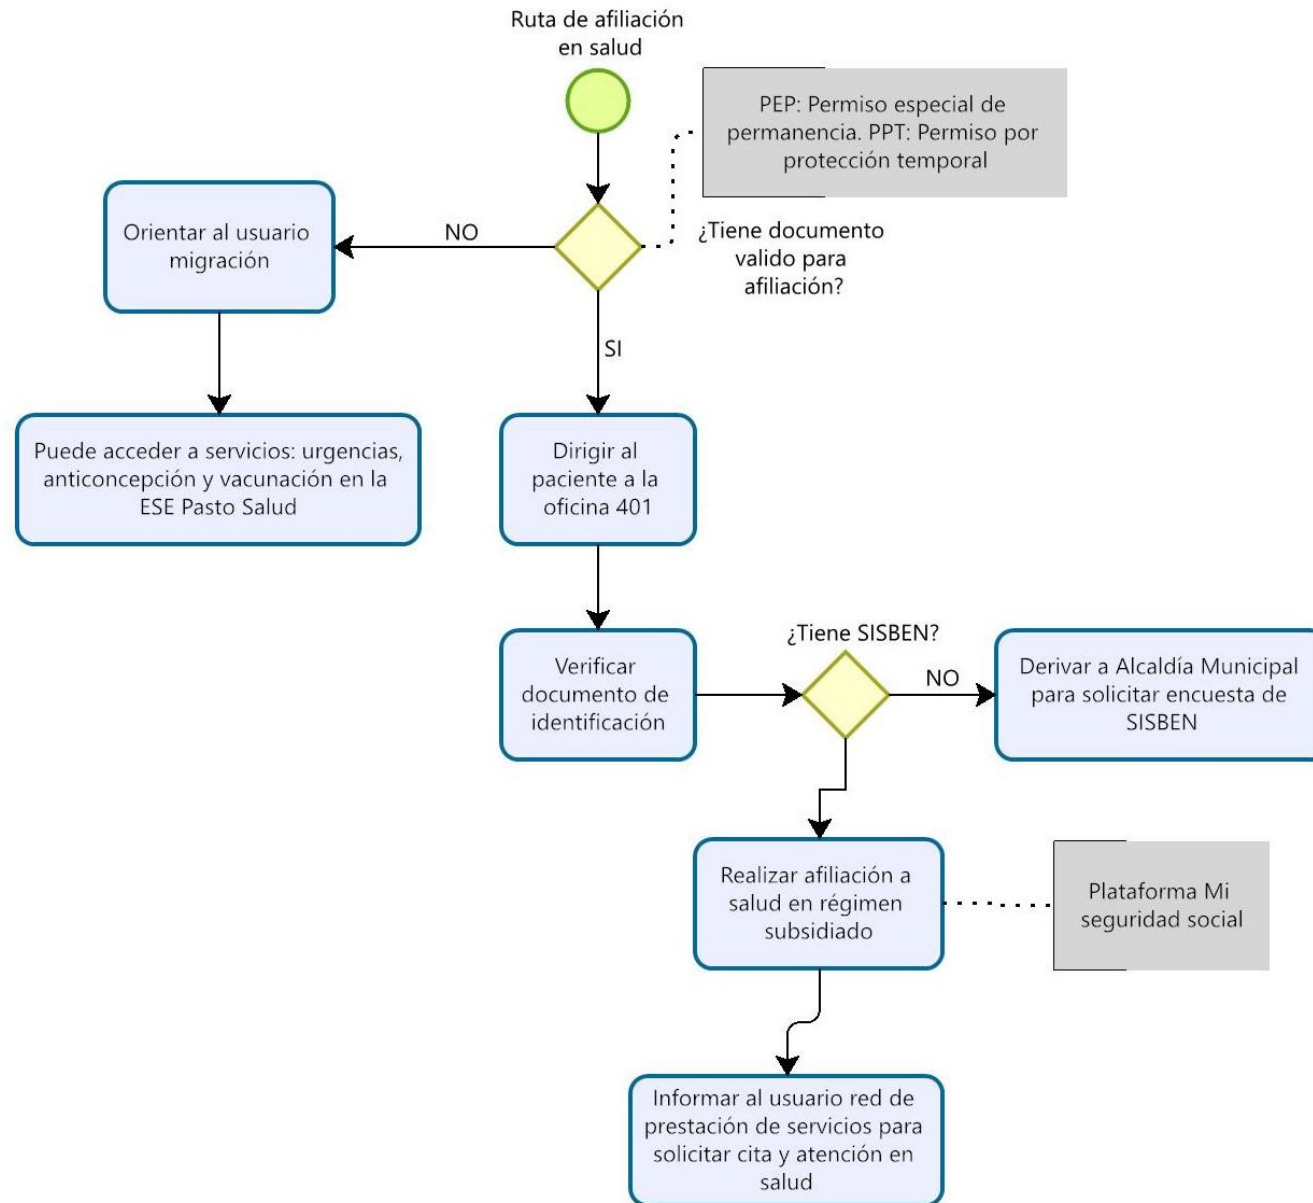 Ruta de afiliación
en salud
PEP: Permiso especial de
permanencia. PPT: Permiso por
protección temporal
Orientar al usuario
migración
NO
¿Tiene documento
valido para
afiliación?
SI
Puede acceder a servicios: urgencias,
anticoncepción y vacunación en la
ESE Pasto Salud
Dirigir al
paciente a la
oficina 401
Verificar
documento de
identificación
¿Tiene SISBEN?
NO
Derivar a Alcaldía Municipal
para solicitar encuesta de
SISBEN
Realizar afiliación a
salud en régimen
subsidiado
Plataforma Mi
seguridad social
Informar al usuario red de
prestación de servicios para
solicitar cita y atención en
salud